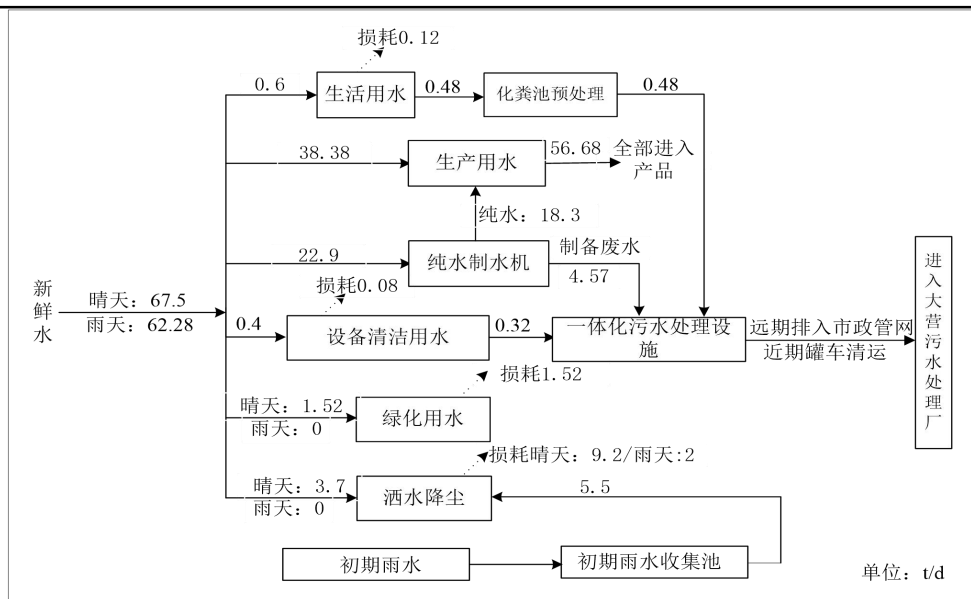 损耗0.12
0.6
生活用水
0.48
化粪池预处理
0.48
38.38
生产用水
56.68
全部进入
产品
纯水：18.3
22.9
纯水制水机
制备废水
4.57
新鲜水
晴天：67.5
雨天：62.28
损耗0.08
0.4
设备清洁用水
0.32
一体化污水处理设
施
远期排入市政管网
近期罐车清运
进入大营污水处理厂
损耗1.52
晴天：1.52
雨天：0
绿化用水
损耗晴天：9.2/雨天:2
晴天：3.7
雨天：0
洒水降尘
5.5
初期雨水
初期雨水收集池
单位：t/d